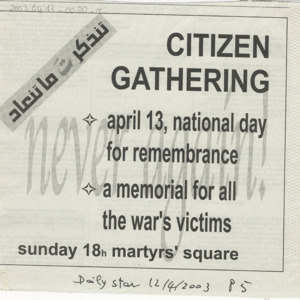 تنذكر تما تنعاد
CITIZEN
GATHERING
never again!
april 13, national day
for remembrance
a memorial for all
the war's victims
sunday 18h martyrs' square
Daily star 12/4/2003 P5